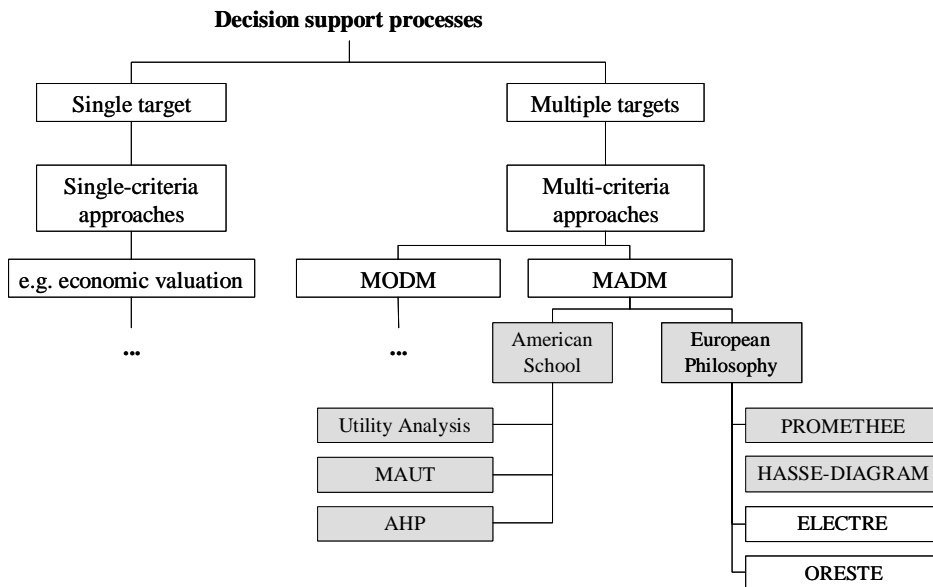 Decision support processes
Single target
Multiple targets
Single-criteria
approaches
Multi-criteria
approaches
e.g. economic valuation
MODM
MADM
...
...
American
School
European
Philosophy
Utility Analysis
PROMETHEE
MAUT
HASSE-DIAGRAM
AHP
ELECTRE
ORESTE